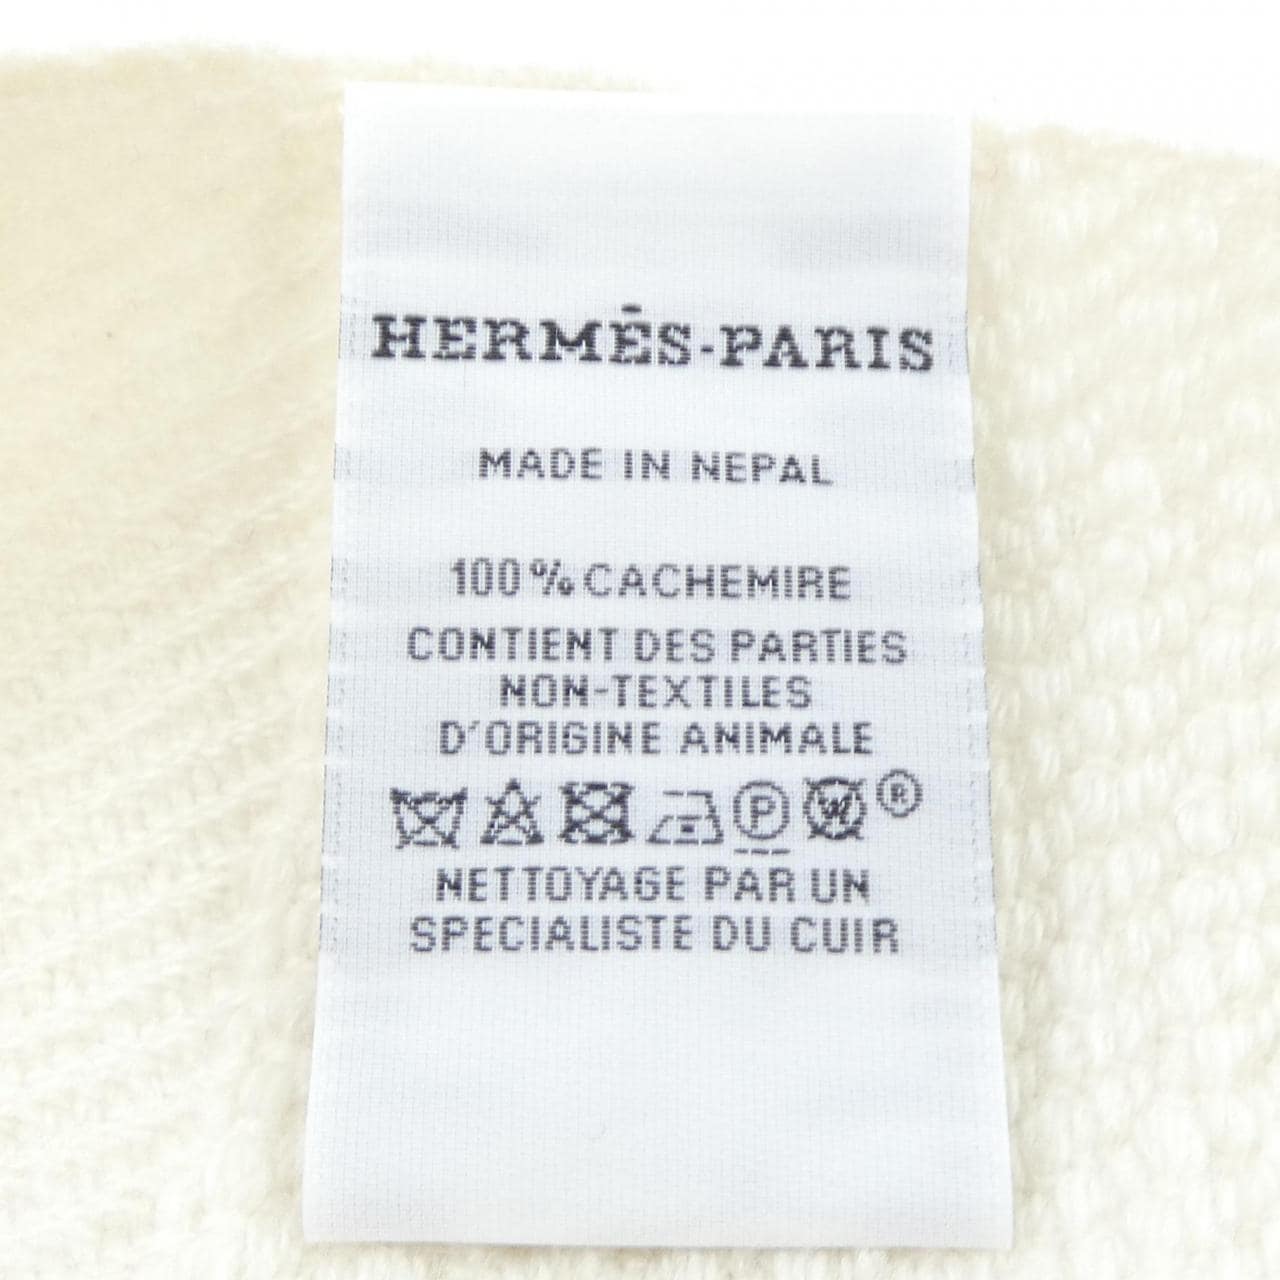 HERMÈS-PARIS
MADE IN NEPAL
100% CACHEMIRE
CONTIENT DES PARTIES
NON-TEXTILES
D'ORIGINE ANIMALE
P W ®
NETTOYAGE PAR UN
SPECIALISTE DU CUIR